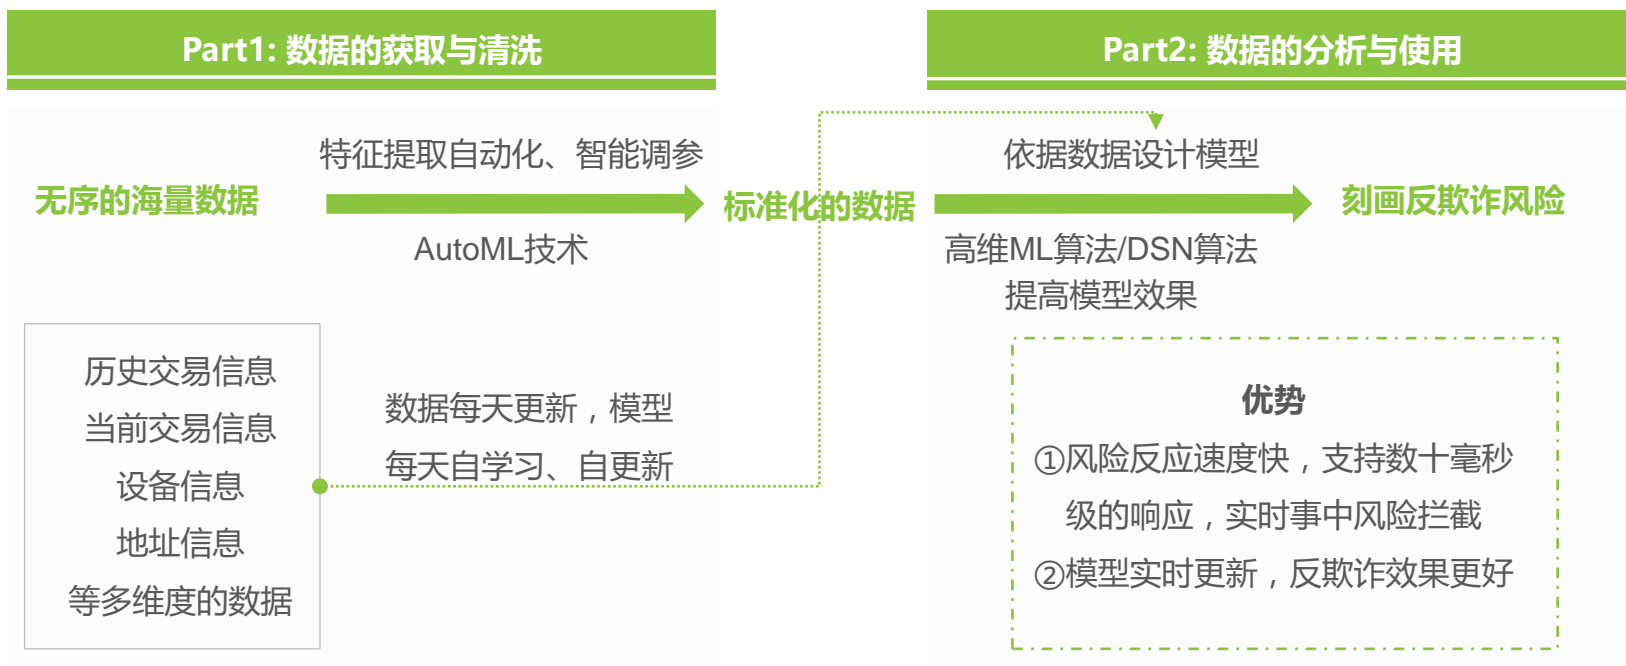 Part1: 数据的获取与清洗
Part2: 数据的分析与使用
特征提取自动化、智能调参
无序的海量数据
AutoML技术
标准化的数据
依据数据设计模型
刻画反欺诈风险
高维ML算法/DSN算法
提高模型效果
历史交易信息
当前交易信息
设备信息
地址信息
等多维度的数据
数据每天更新，模型
每天自学习、自更新
优势
①风险反应速度快，支持数十毫秒
级的响应，实时事中风险拦截
②模型实时更新，反欺诈效果更好